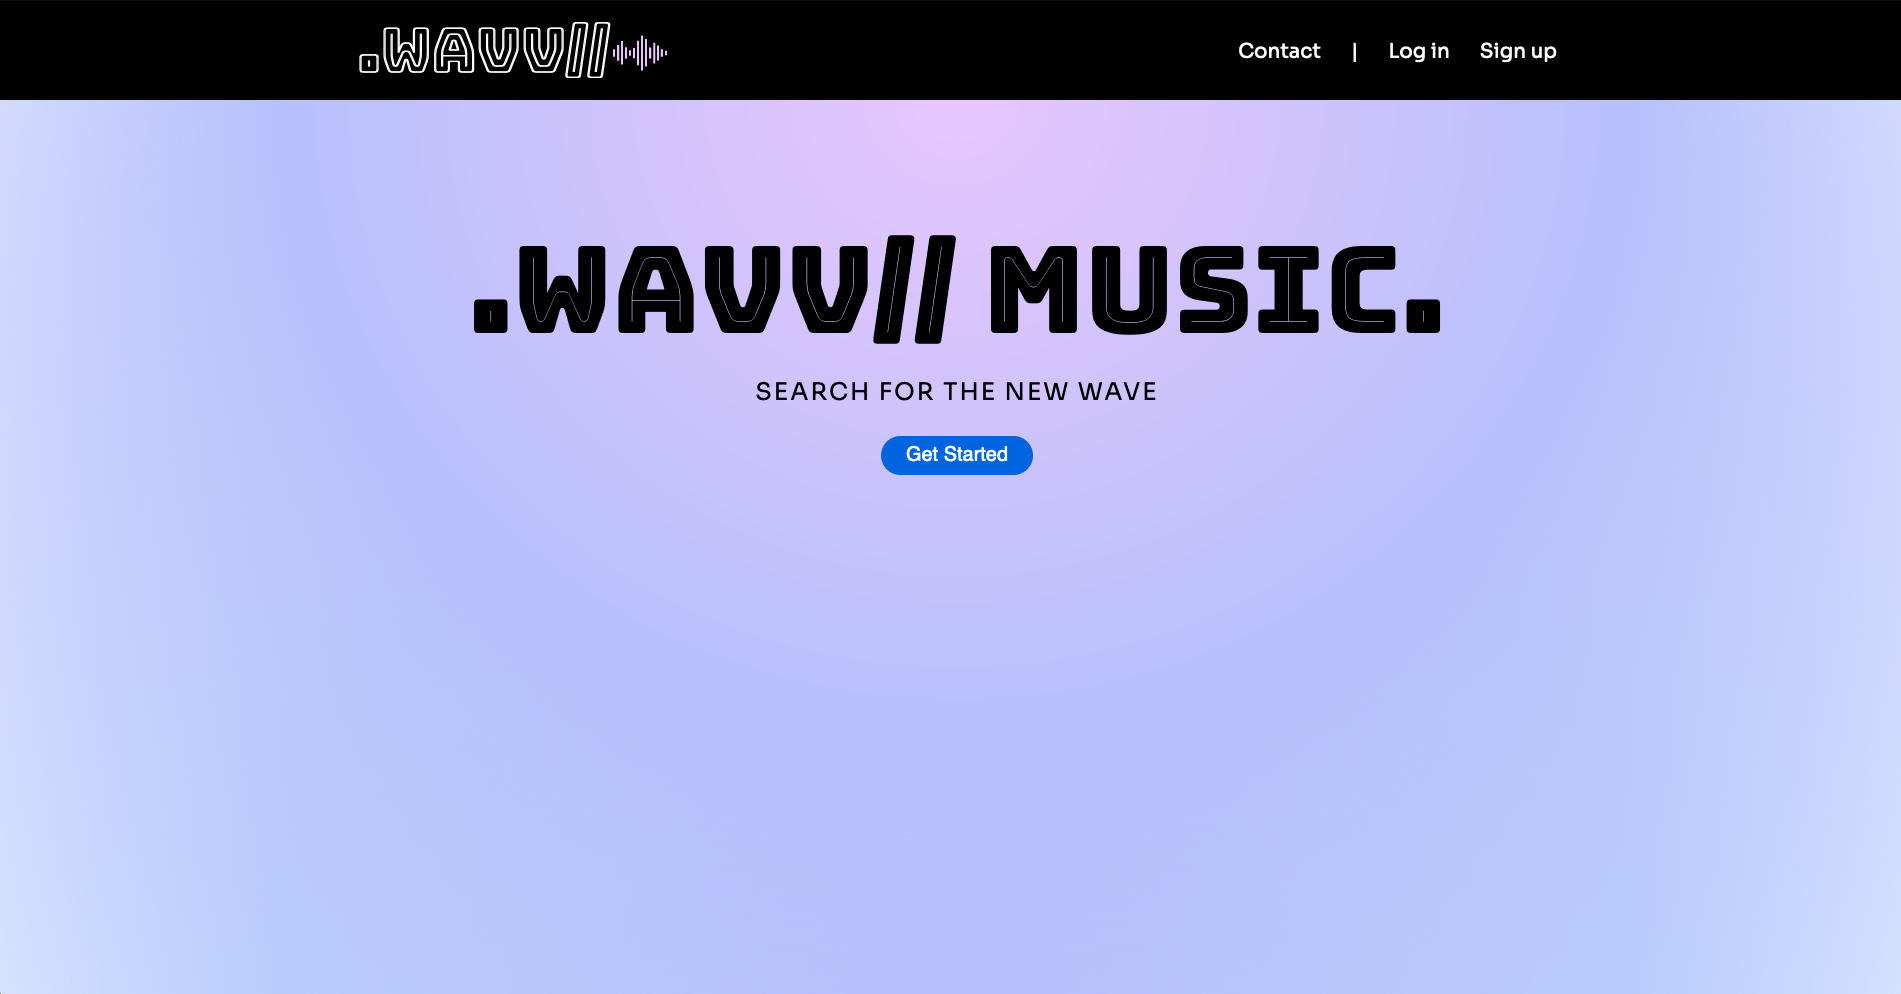 .WAVV//
Contact | Log in Sign up
.WAVV// MUSIC.
SEARCH FOR THE NEW WAVE
Get Started